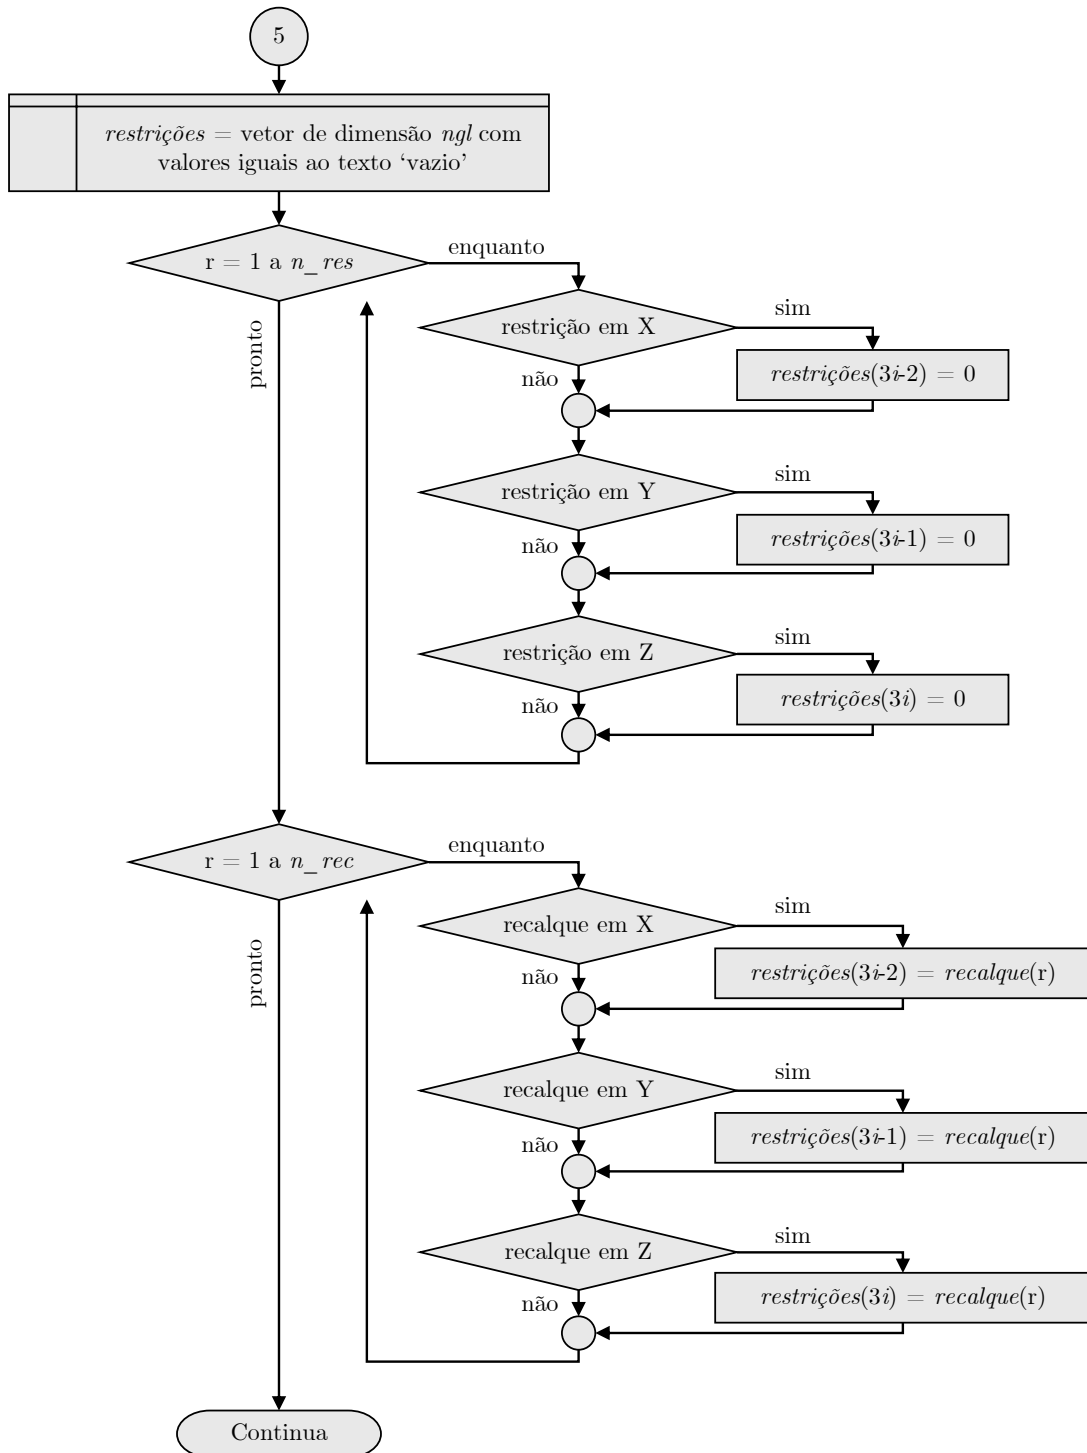 5
restrições = vetor de dimensão ngl com
valores iguais ao texto ‘vazio’
r = 1 a n_res
enquanto
pronto
restrição em X
sim
restrições(3i-2) = 0
não
restrição em Y
sim
restrições(3i-1) = 0
não
restrição em Z
sim
restrições(3i) = 0
não
r = 1 a n_rec
enquanto
pronto
recalque em X
sim
restrições(3i-2) = recalque(r)
não
recalque em Y
sim
restrições(3i-1) = recalque(r)
não
recalque em Z
sim
restrições(3i) = recalque(r)
não
Continua